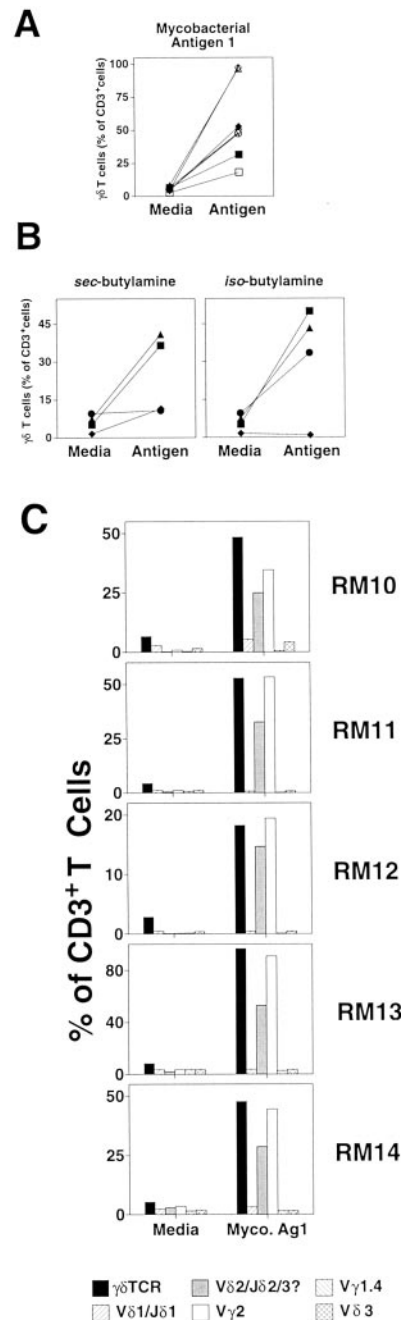 A
Mycobacterial
Antigen 1
γδ T cells (% of CD3⁺cells)
100
75
50
25
0
Media Antigen
B
sec-butylamine iso-butylamine
γδ T cells (% of CD3⁺cells)
45
30
15
0
Media Antigen Media Antigen
C
% of CD3⁺ T Cells
50
25
0
RM10
50
25
0
RM11
20
10
0
RM12
80
40
0
RM13
50
25
0
RM14
Media Myco. Ag1
γδTCR Vδ2/Jδ2/3? Vγ1.4
Vδ1/Jδ1 Vγ2 Vδ 3